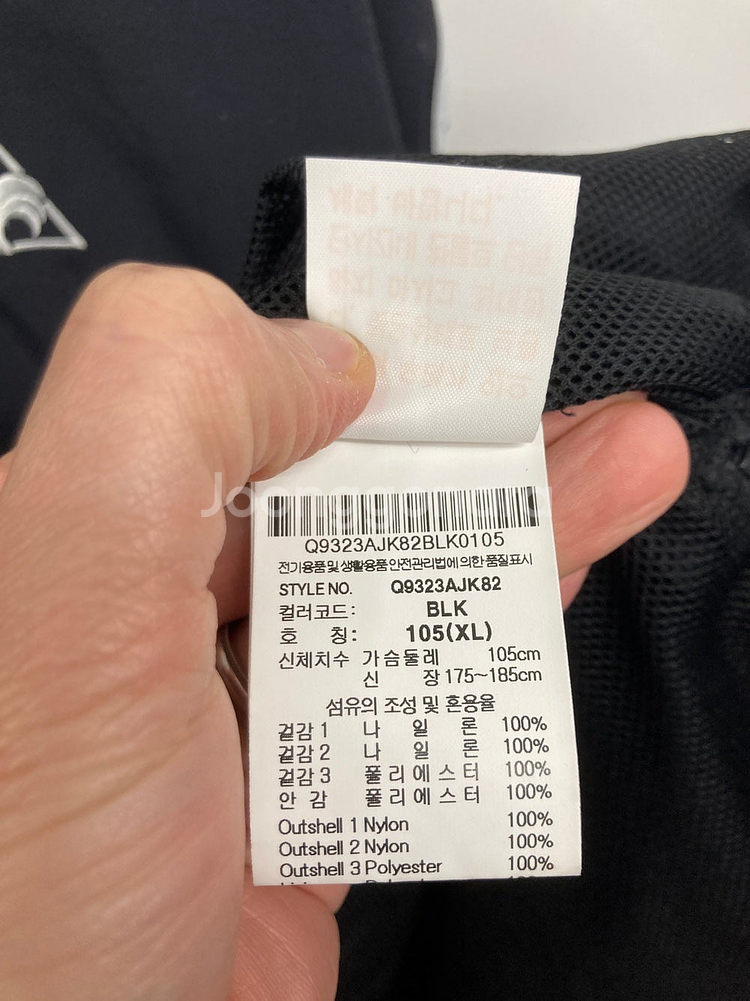 Joonggonara
Q9323AJK82BLK0105
전기용품 및 생활용품 안전관리법에 의한 품질표시
STYLE NO. Q9323AJK82
컬러코드: BLK
호 칭: 105(XL)
신체치수 가슴둘레 105cm
신 장 175~185cm
섬유의 조성 및 혼용율
겉감 1 나 일 론 100%
겉감 2 나 일 론 100%
겉감 3 폴리에스터 100%
안 감 폴리에스터 100%
Outshell 1 Nylon 100%
Outshell 2 Nylon 100%
Outshell 3 Polyester 100%